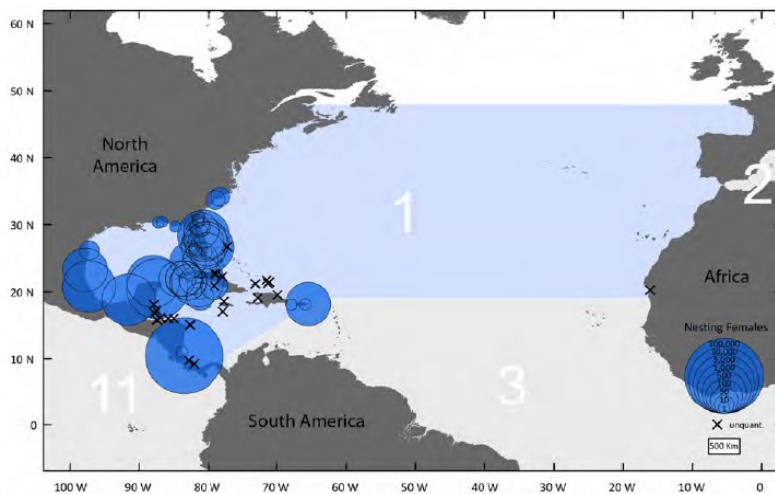 60 N
50 N
North
America
40 N
1
2
30 N
20 N
Africa
Nesting Females
100,000
10,000
5,000
1,000
500
100
50
10
1
10 N
11
3
unquant.
South America
0
500 Km
100 W
90 W
80 W
70 W
60 W
50 W
40 W
30 W
20 W
10 W
0